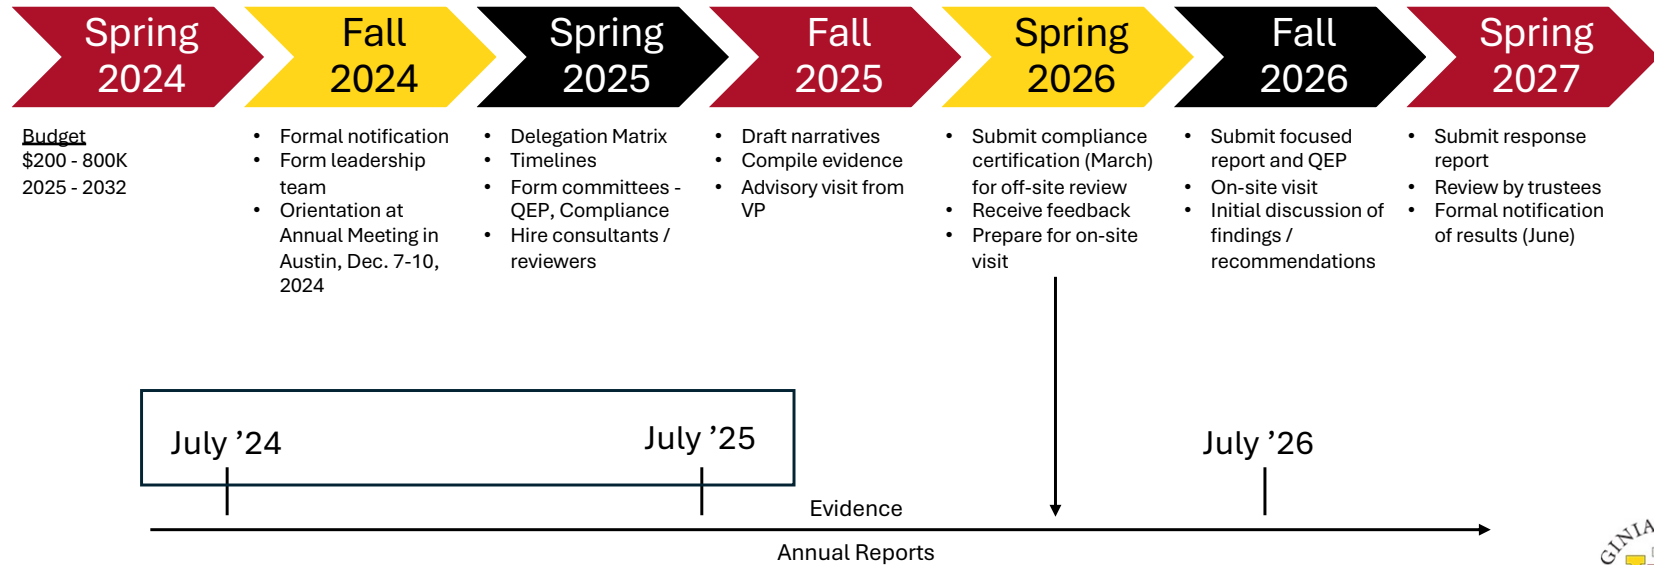 Spring
2024
Fall
2024
Spring
2025
Fall
2025
Spring
2026
Fall
2026
Spring
2027
Budget
$200 - 800K
2025 - 2032
• Formal notification
• Form leadership
team
• Orientation at
Annual Meeting in
Austin, Dec. 7-10,
2024
• Delegation Matrix
• Timelines
• Form committees -
QEP, Compliance
• Hire consultants /
reviewers
• Draft narratives
• Compile evidence
• Advisory visit from
VP
• Submit compliance
certification (March)
for off-site review
• Receive feedback
• Prepare for on-site
visit
• Submit focused
report and QEP
• On-site visit
• Initial discussion of
findings /
recommendations
• Submit response
report
• Review by trustees
• Formal notification
of results (June)
July ’24
July ’25
July ’26
Evidence
Annual Reports
GINIA